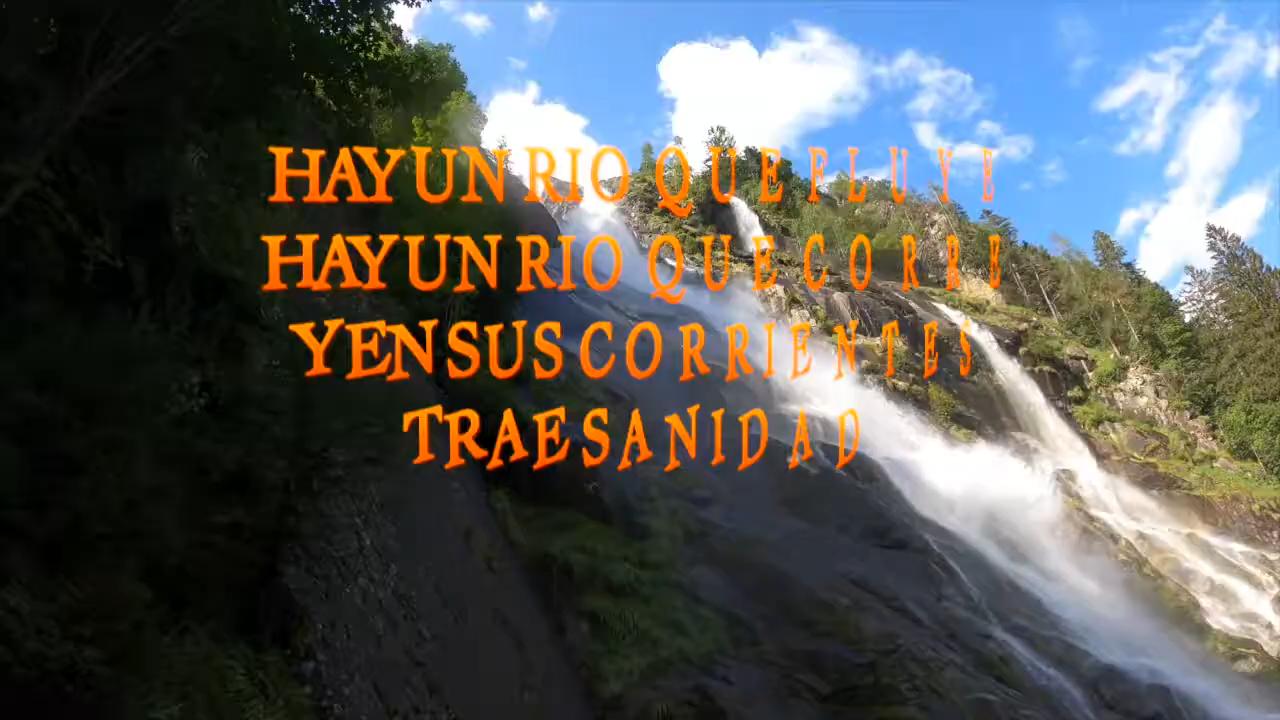 HAY UN RIO QUE FLUYE
HAY UN RIO QUE CORRE
Y EN SUS CORRIENTES
TRAE SANIDAD